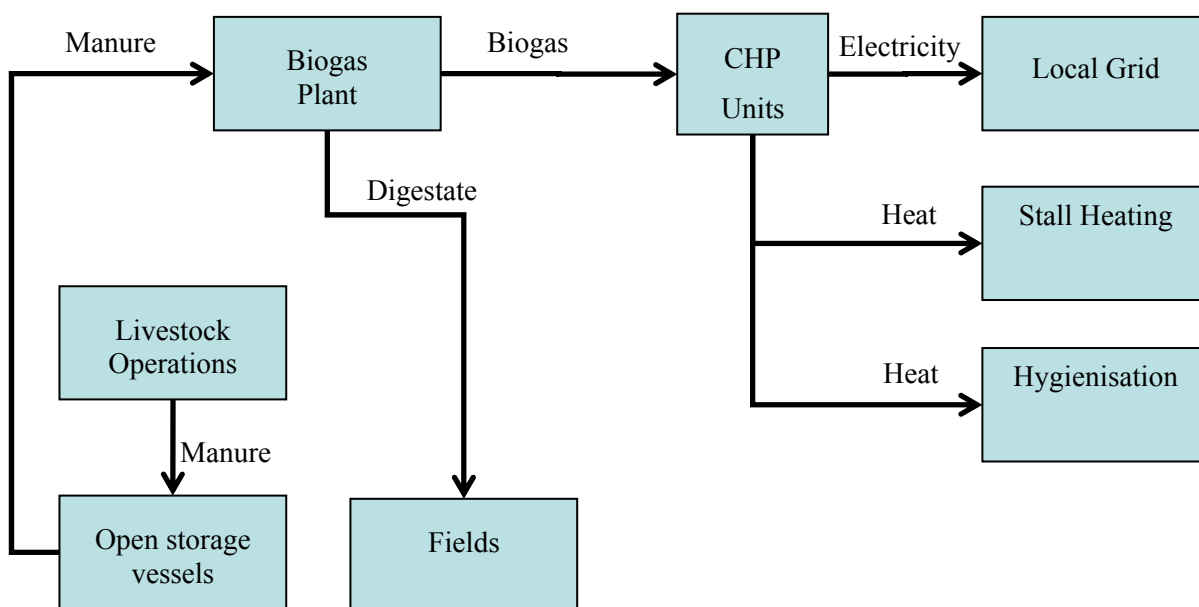 Manure
Biogas
Plant
Biogas
CHP
Units
Electricity
Local Grid
Digestate
Heat
Stall Heating
Livestock
Operations
Heat
Hygienisation
Manure
Open storage
vessels
Fields